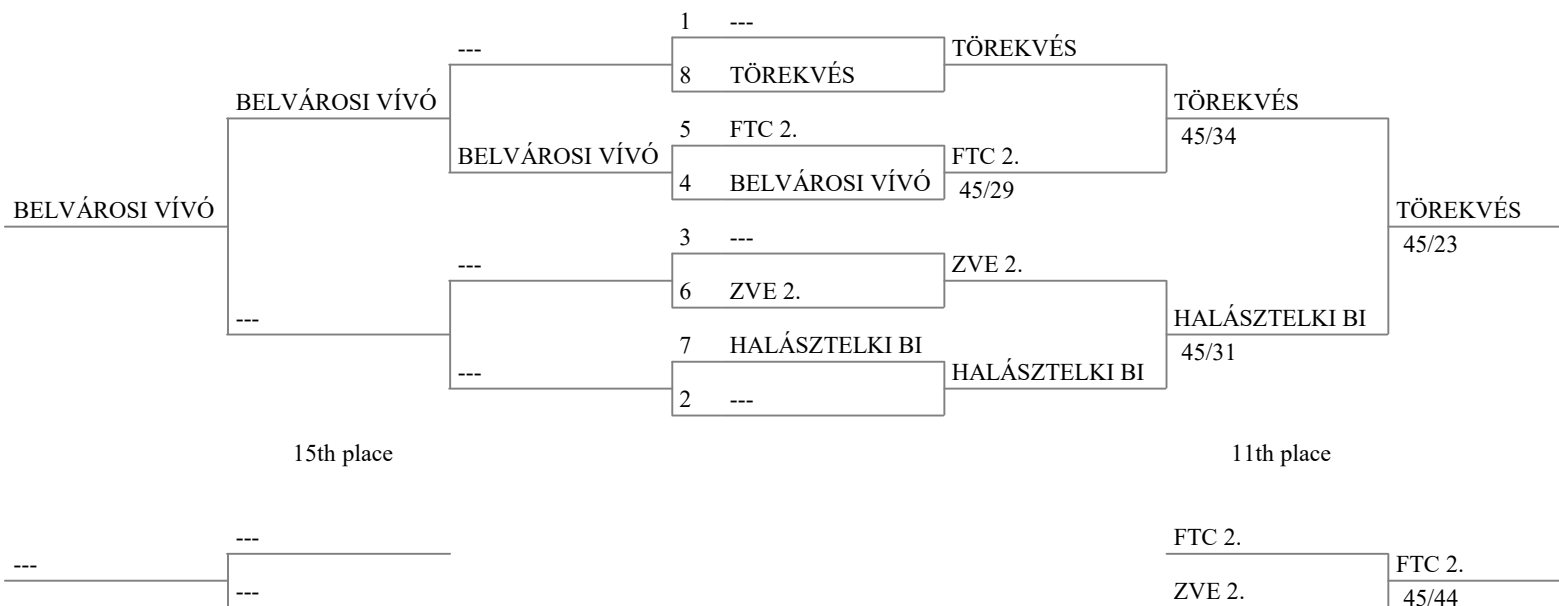 1 ---
--- TÖREKVÉS
8 TÖREKVÉS
BELVÁROSI VÍVÓ TÖREKVÉS
5 FTC 2. 45/34
BELVÁROSI VÍVÓ FTC 2.
4 BELVÁROSI VÍVÓ 45/29
BELVÁROSI VÍVÓ TÖREKVÉS
3 --- 45/23
--- ZVE 2.
6 ZVE 2.
--- HALÁSZTELKI BI
7 HALÁSZTELKI BI 45/31
--- HALÁSZTELKI BI
2 ---
15th place 11th place
--- FTC 2.
--- FTC 2.
--- ZVE 2. 45/44